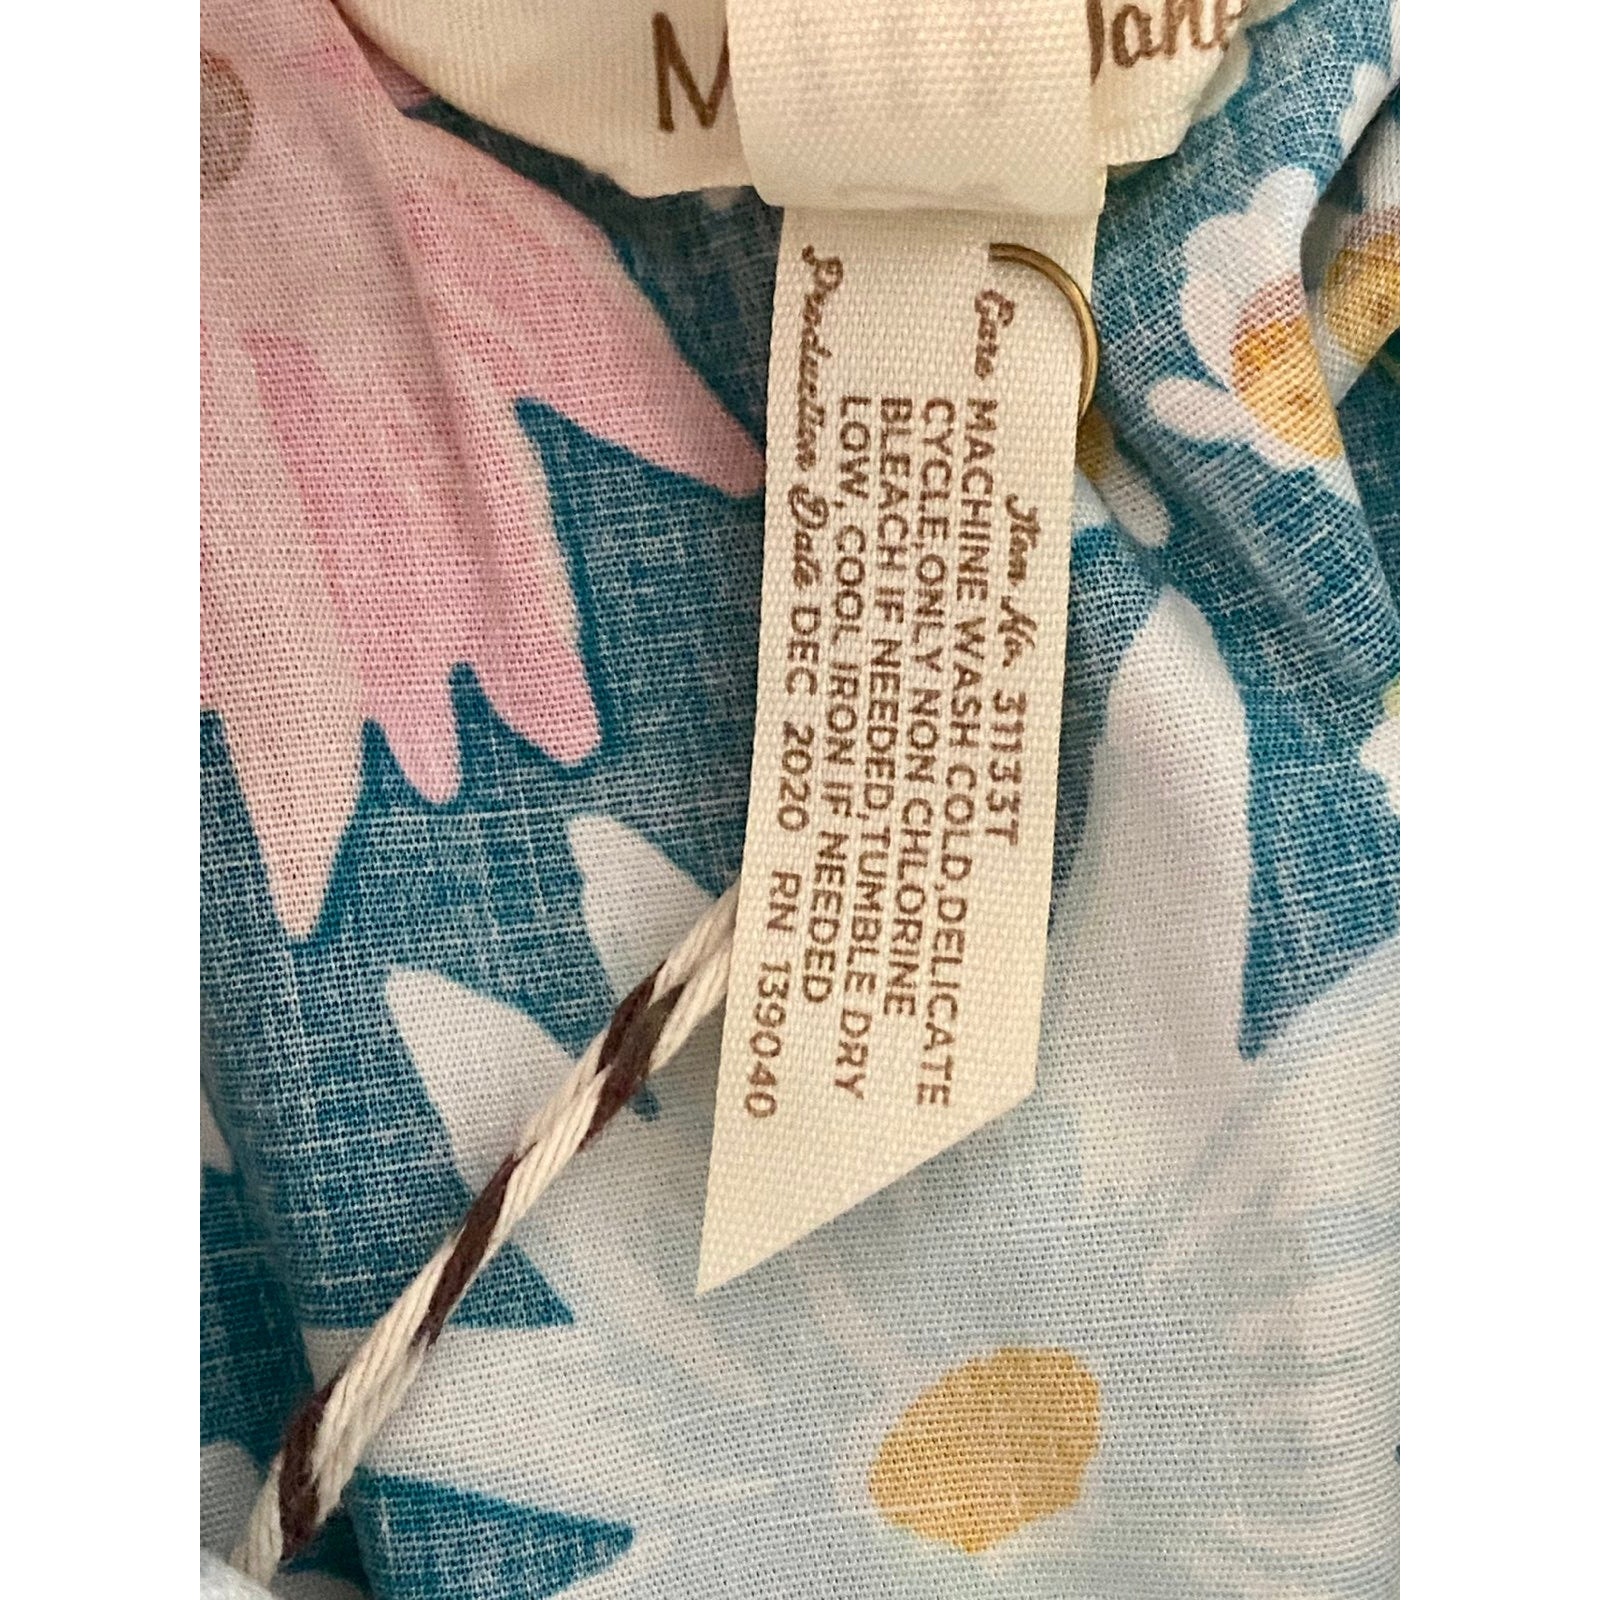 M
Jane
Item No. 31133T
Care MACHINE WASH COLD,DELICATE
CYCLE,ONLY NON CHLORINE
BLEACH IF NEEDED,TUMBLE DRY
LOW, COOL IRON IF NEEDED
Production Date DEC 2020 RN 139040